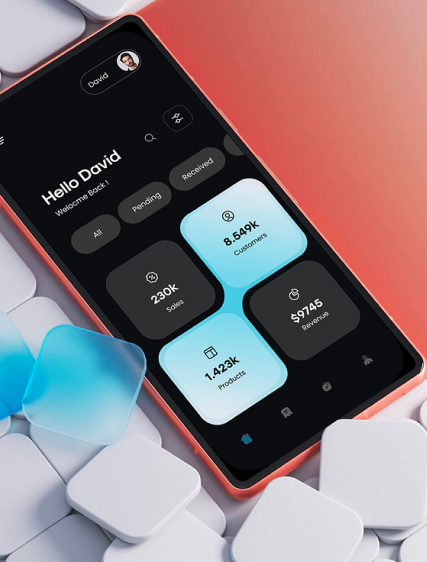 David
Hello David
Welocme Back !
All
Pending
Received
8.549k
Customers
230k
Sales
$9745
Revenue
1.423k
Products